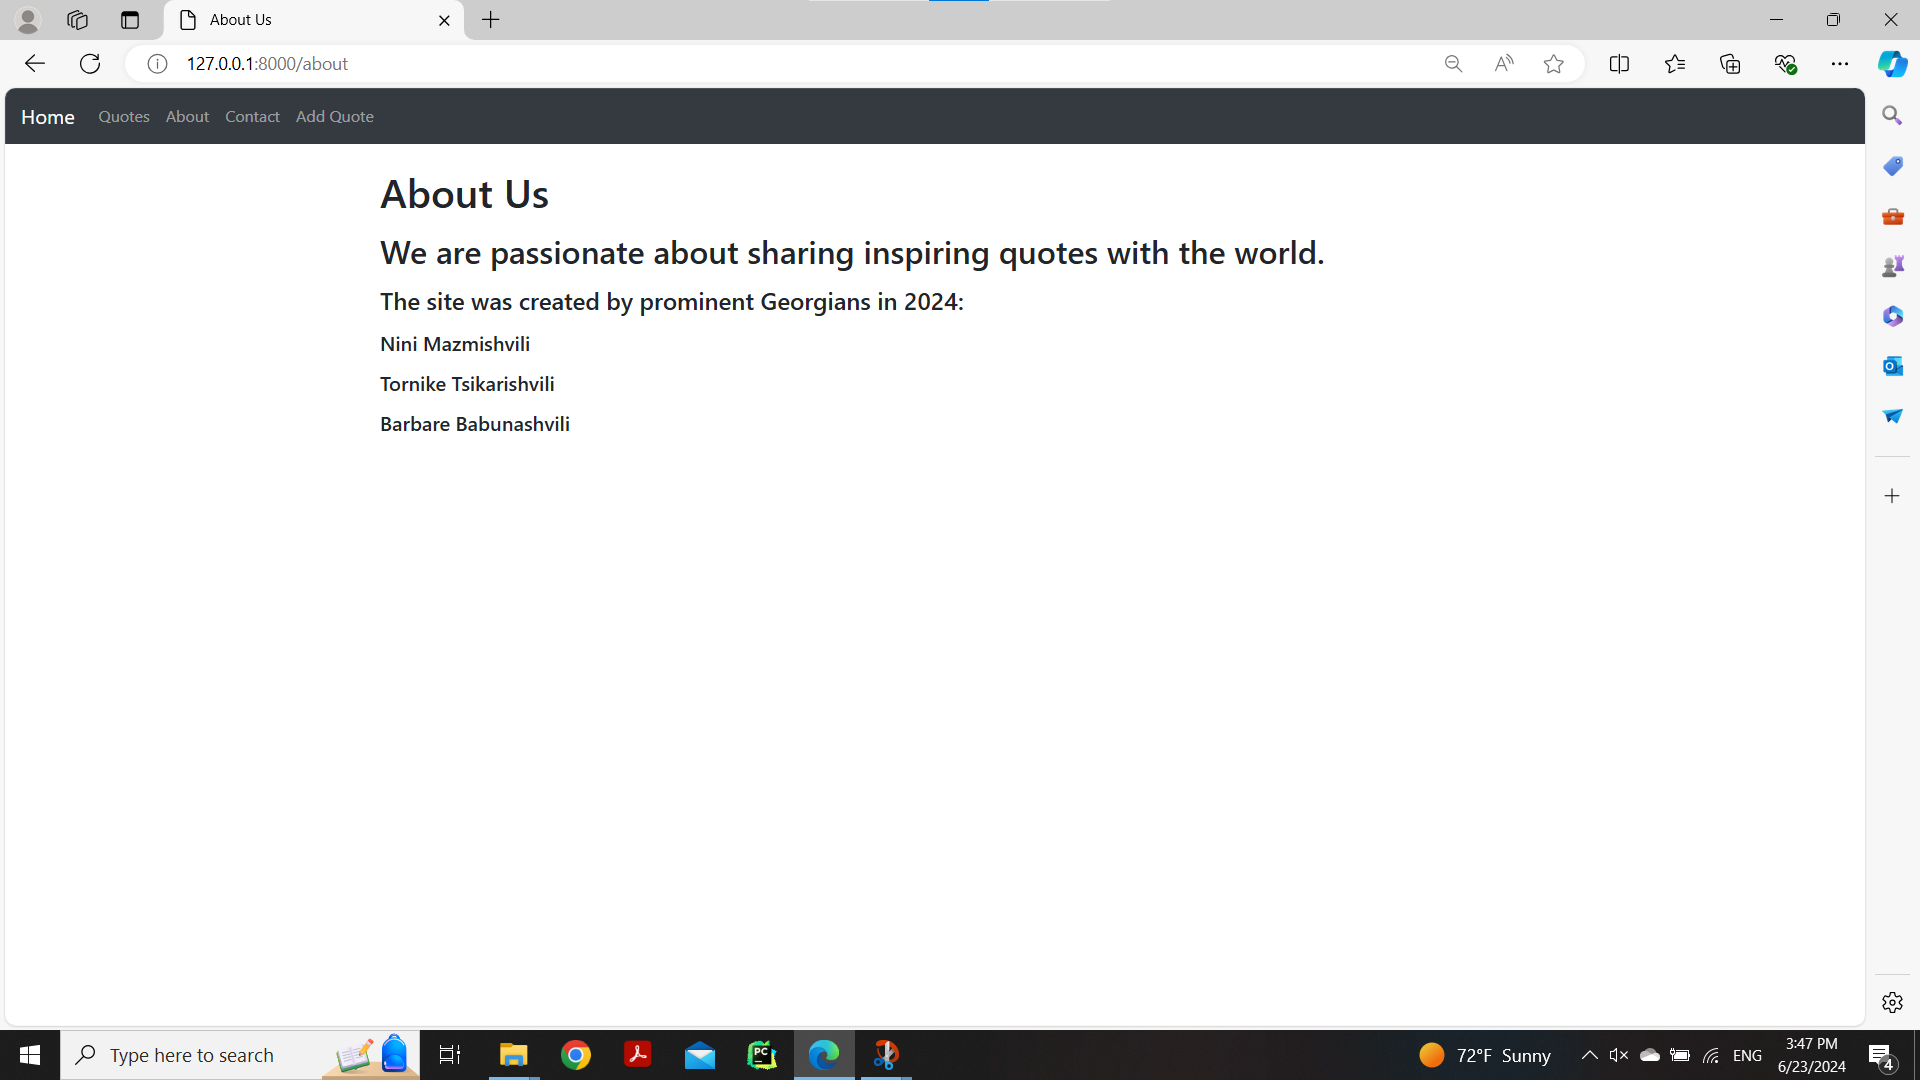 About Us
127.0.0.1:8000/about
Home Quotes About Contact Add Quote
About Us
We are passionate about sharing inspiring quotes with the world.
The site was created by prominent Georgians in 2024:
Nini Mazmishvili
Tornike Tsikarishvili
Barbare Babunashvili
Type here to search
PC
72°F Sunny
ENG
3:47 PM
6/23/2024
4